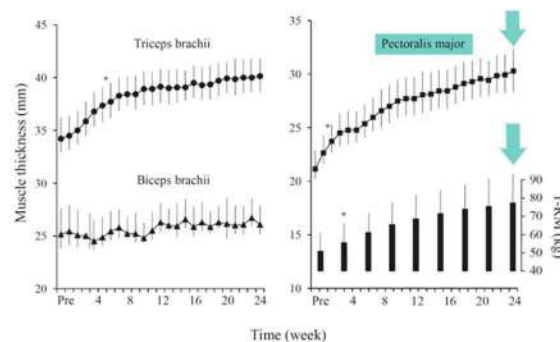 Triceps brachii
*
Biceps brachii
Muscle thickness (mm)
45
40
35
30
25
20
Pre 4 8 12 16 20 24
Pectoralis major
*
*
35
30
25
20
15
10
90
80
70
60
50
40
1-RM (kg)
Pre 4 8 12 16 20 24
Time (week)